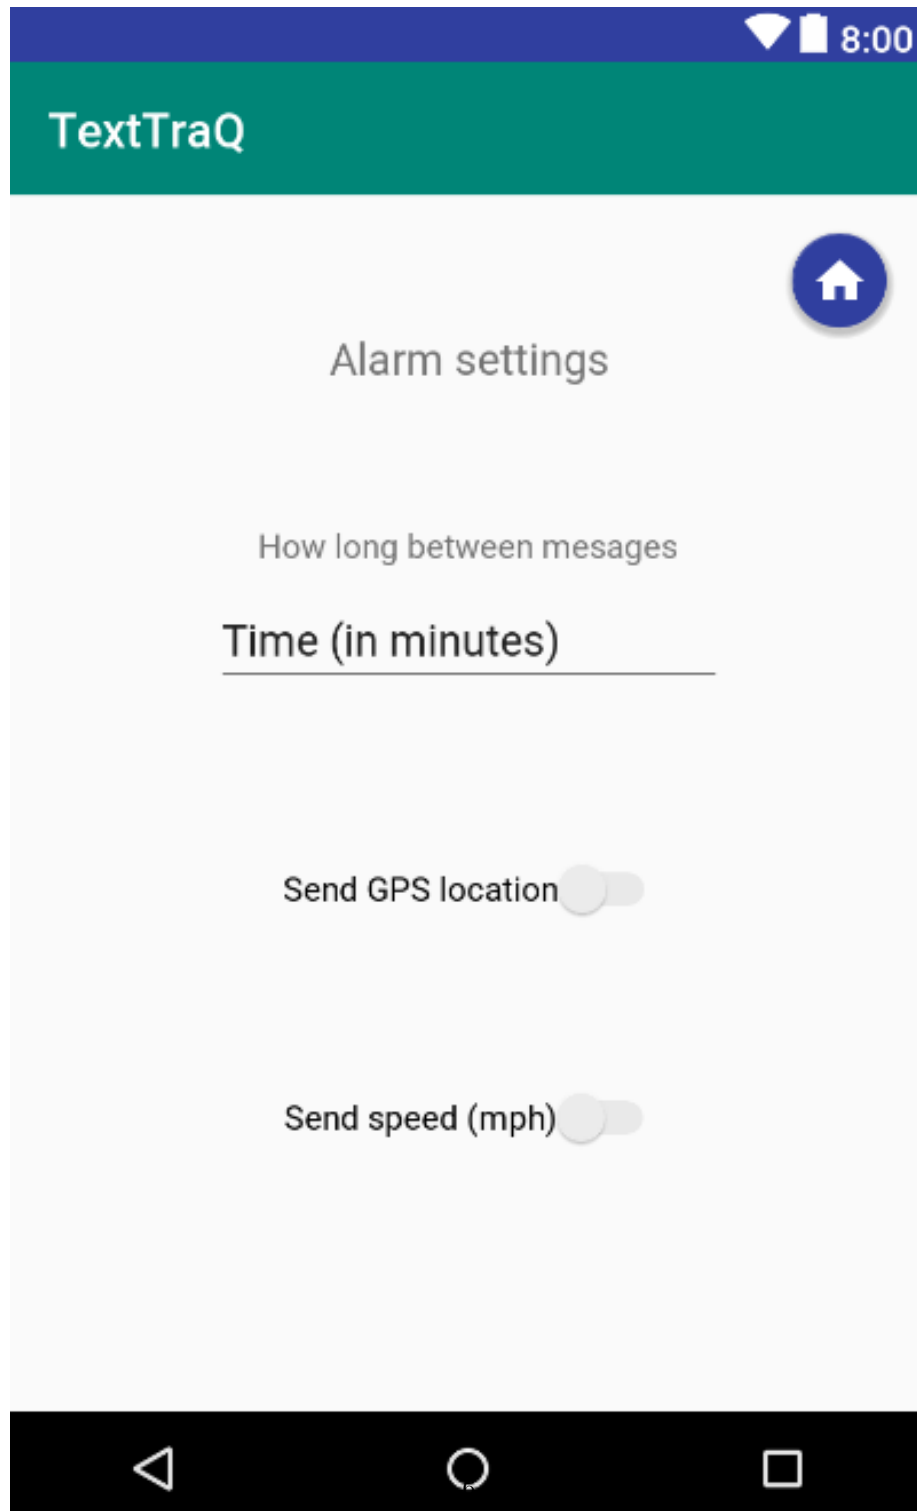 8:00
TextTraQ
Alarm settings
How long between mesages
Time (in minutes)
Send GPS location
Send speed (mph)